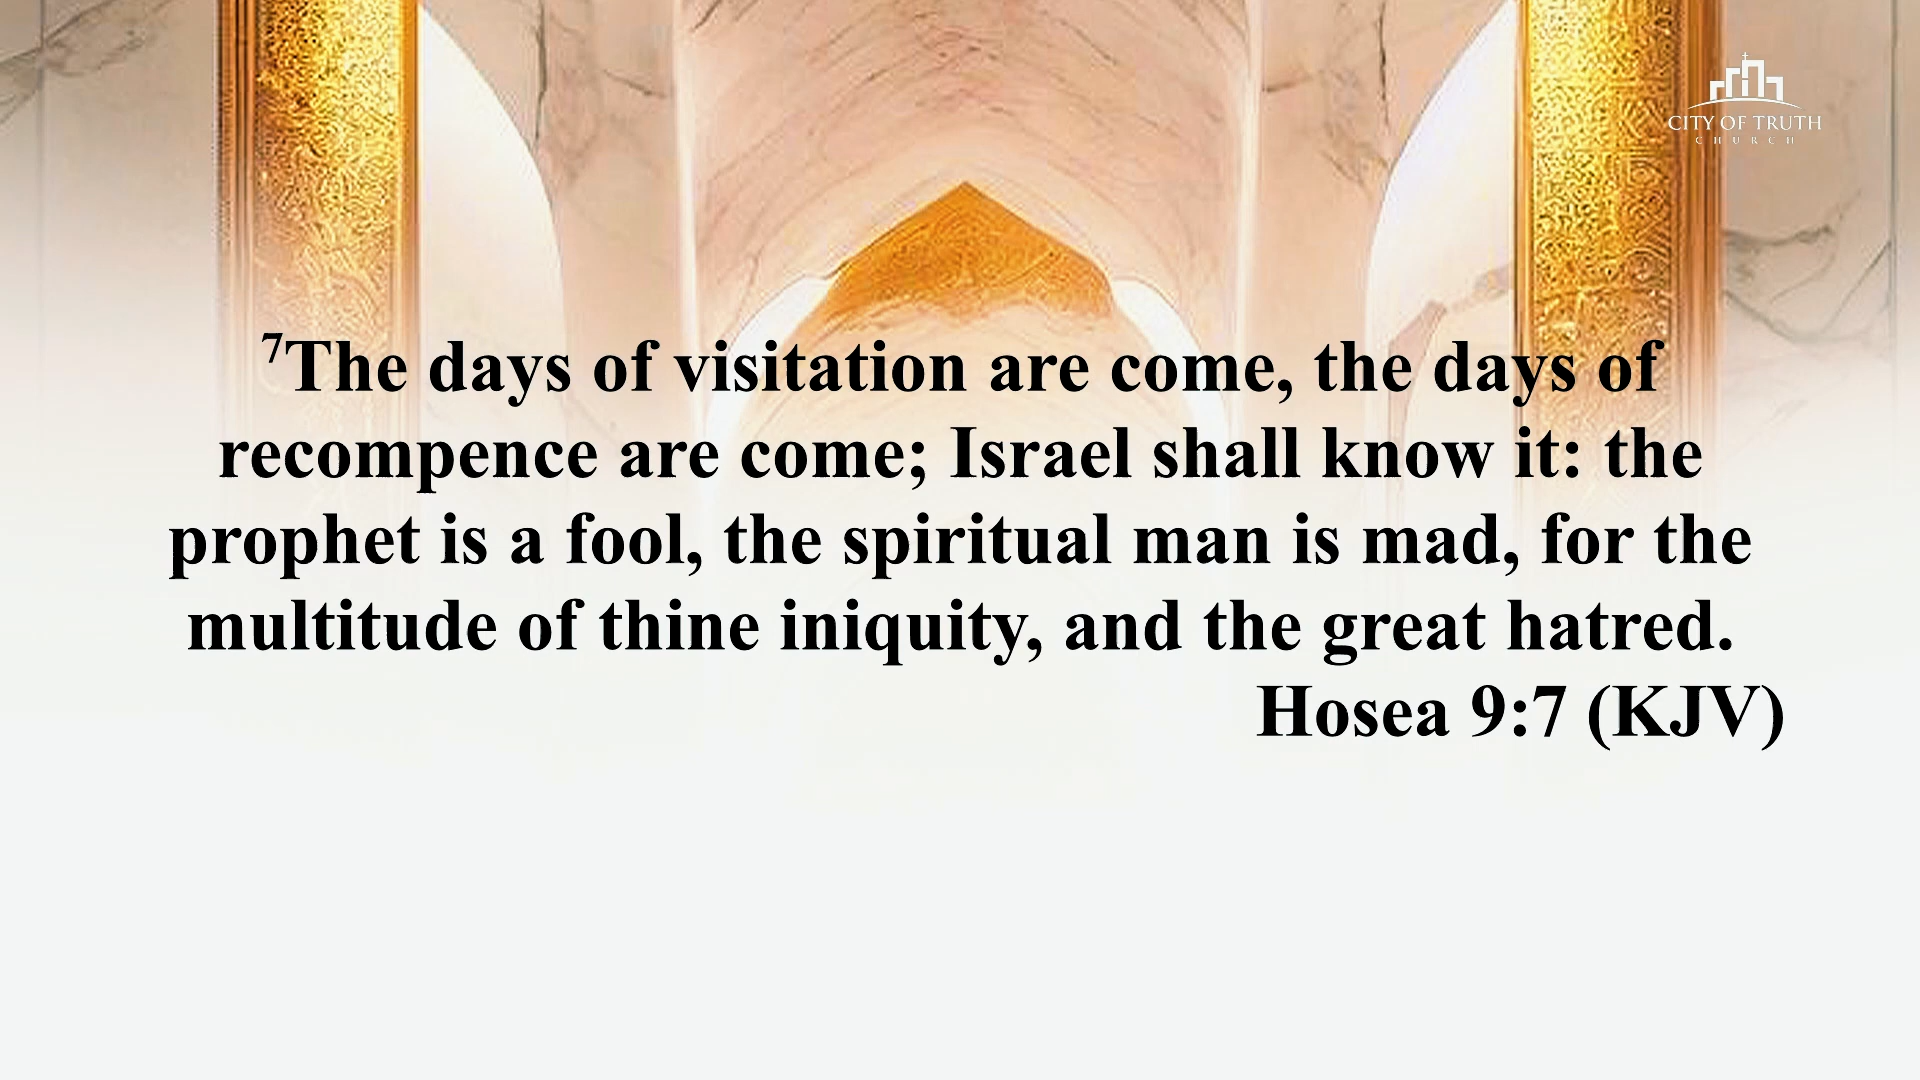 CITY OF TRUTH
CHURCH
⁷The days of visitation are come, the days of
recompence are come; Israel shall know it: the
prophet is a fool, the spiritual man is mad, for the
multitude of thine iniquity, and the great hatred.
Hosea 9:7 (KJV)